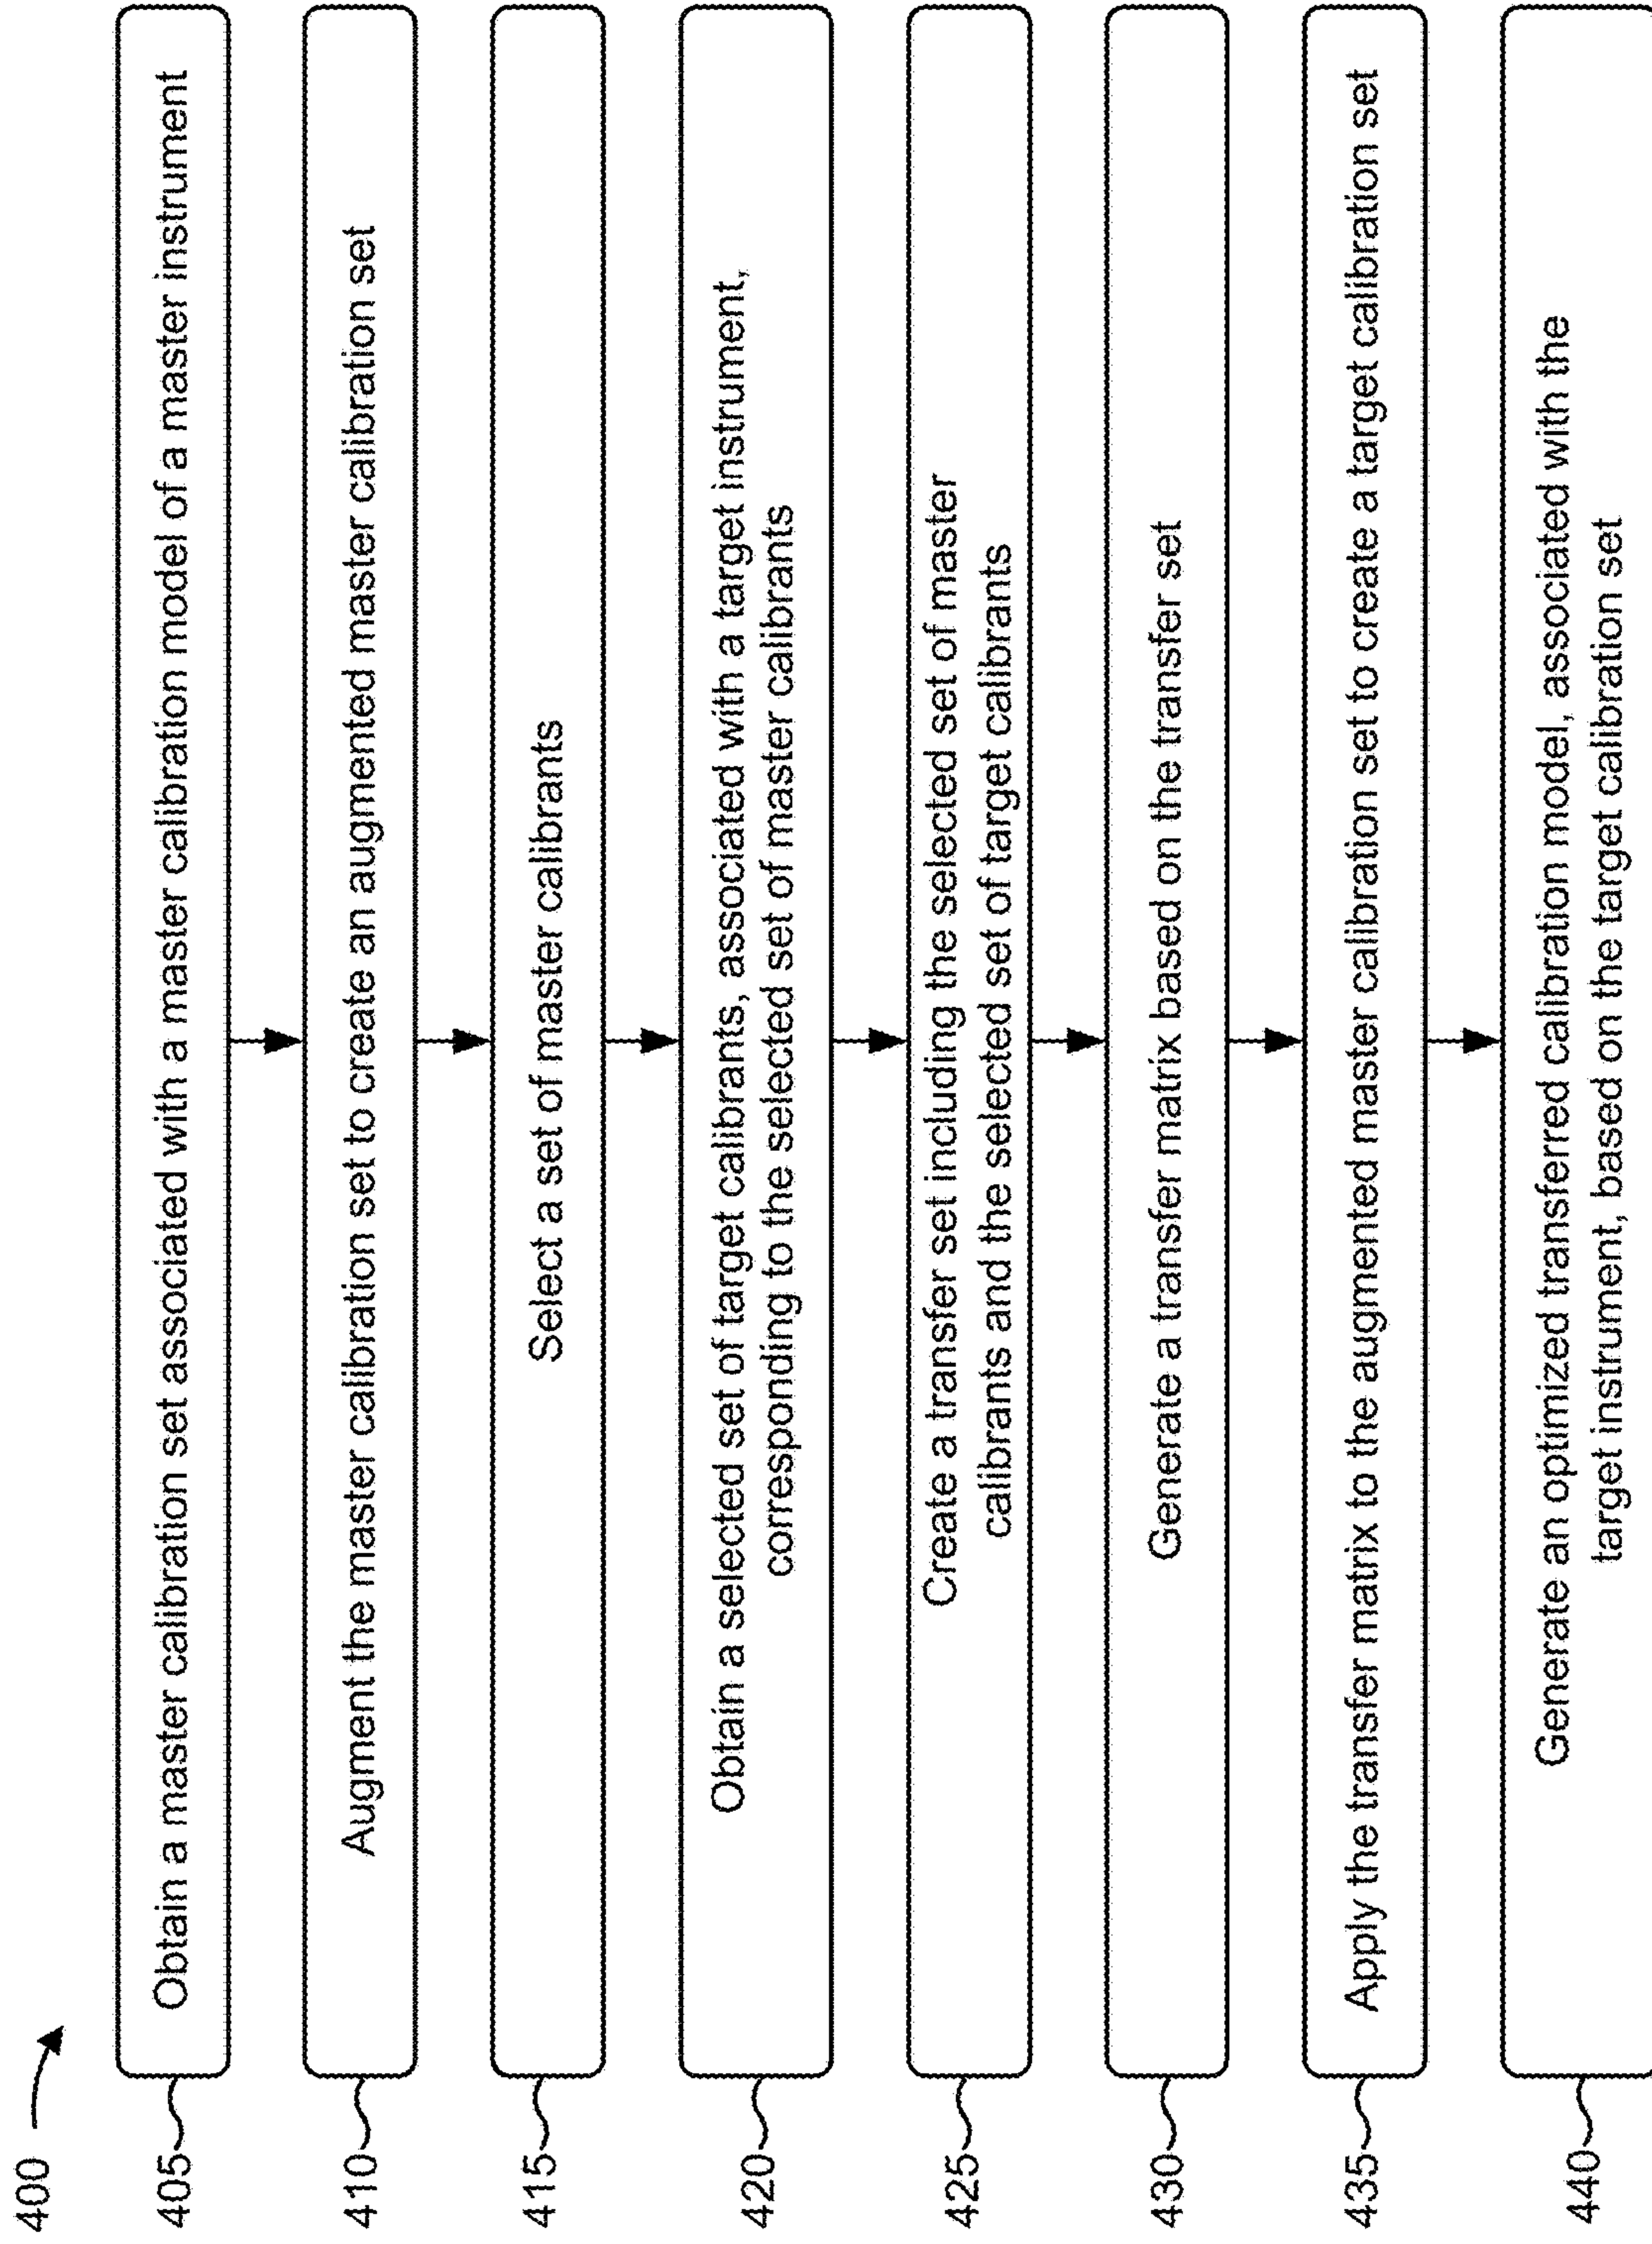 400
405
Obtain a master calibration set associated with a master calibration model of a master instrument
410
Augment the master calibration set to create an augmented master calibration set
415
Select a set of master calibrants
420
Obtain a selected set of target calibrants, associated with a target instrument,
corresponding to the selected set of master calibrants
425
Create a transfer set including the selected set of master
calibrants and the selected set of target calibrants
430
Generate a transfer matrix based on the transfer set
435
Apply the transfer matrix to the augmented master calibration set to create a target calibration set
440
Generate an optimized transferred calibration model, associated with the
target instrument, based on the target calibration set